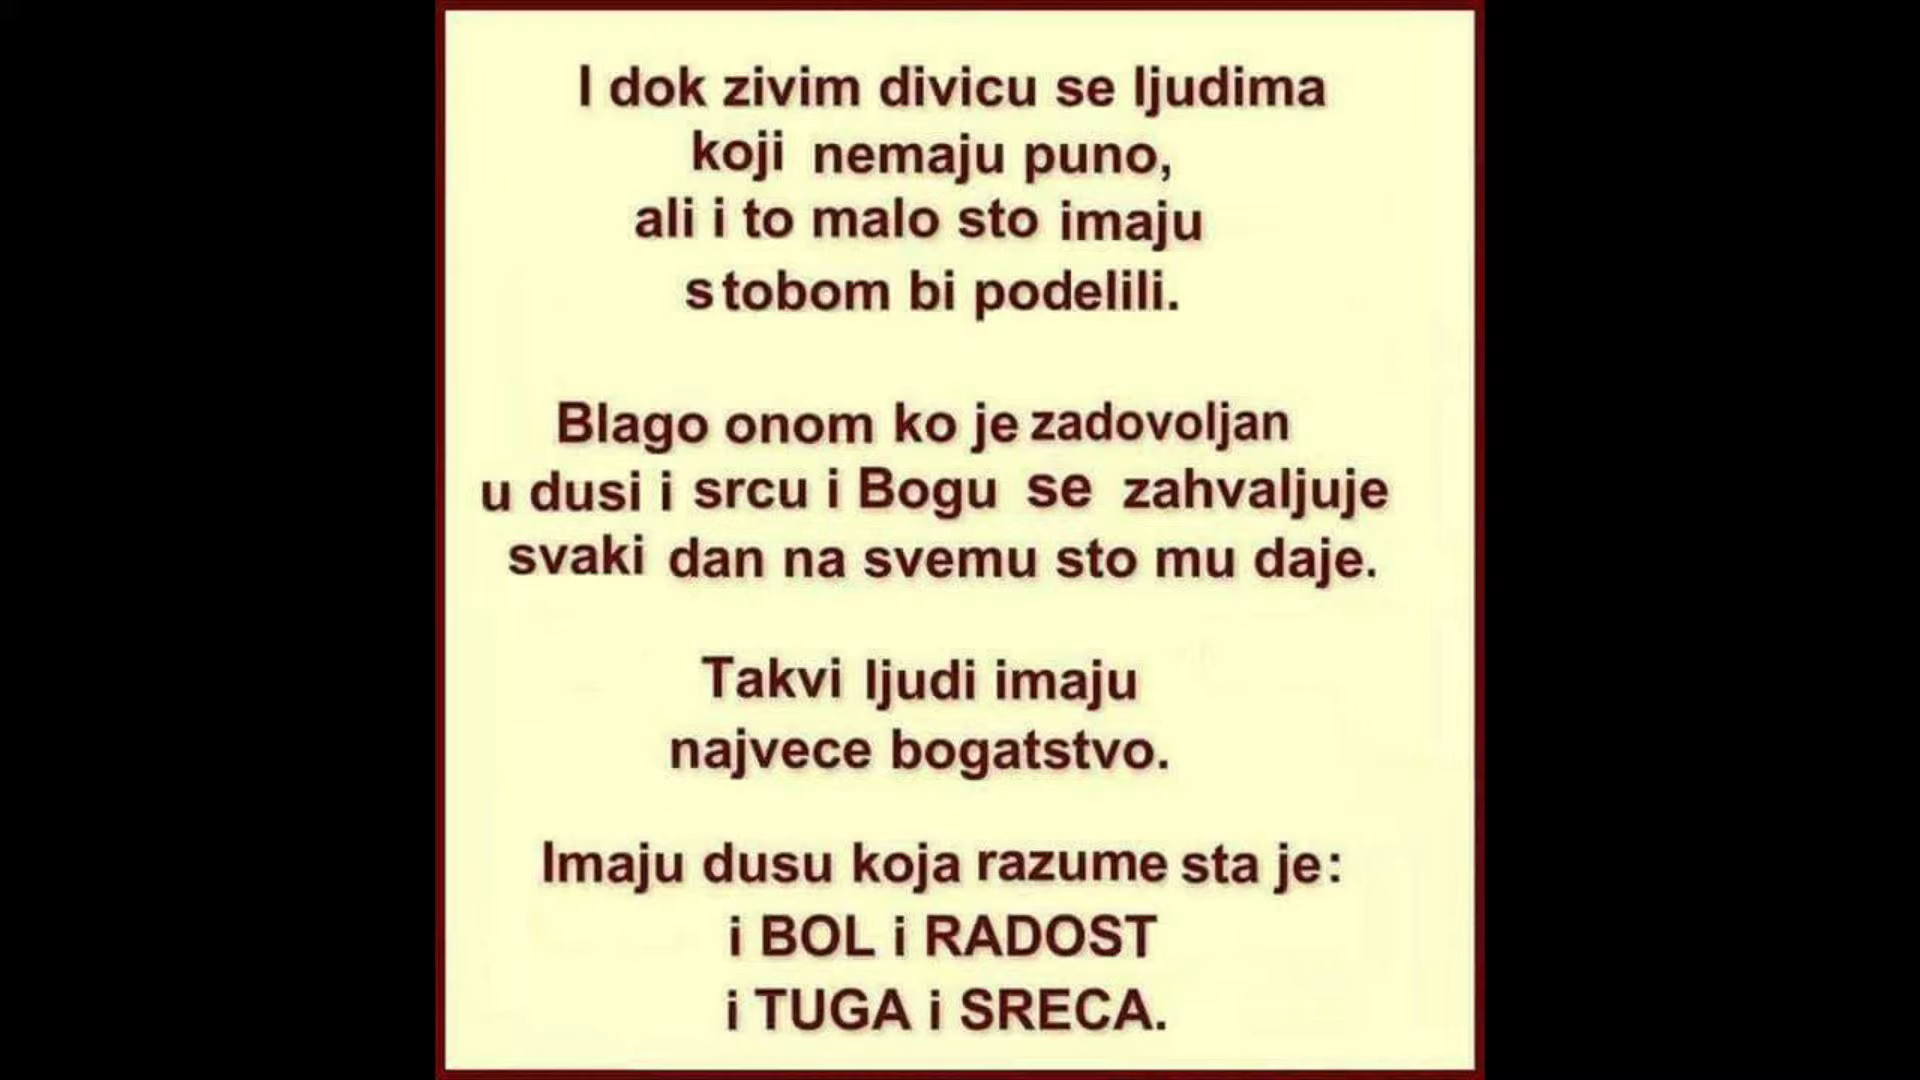 I dok zivim divicu se ljudima
koji nemaju puno,
ali i to malo sto imaju
s tobom bi podelili.
Blago onom ko je zadovoljan
u dusi i srcu i Bogu se zahvaljuje
svaki dan na svemu sto mu daje.
Takvi ljudi imaju
najvece bogatstvo.
Imaju dusu koja razume sta je:
i BOL i RADOST
i TUGA i SRECA.